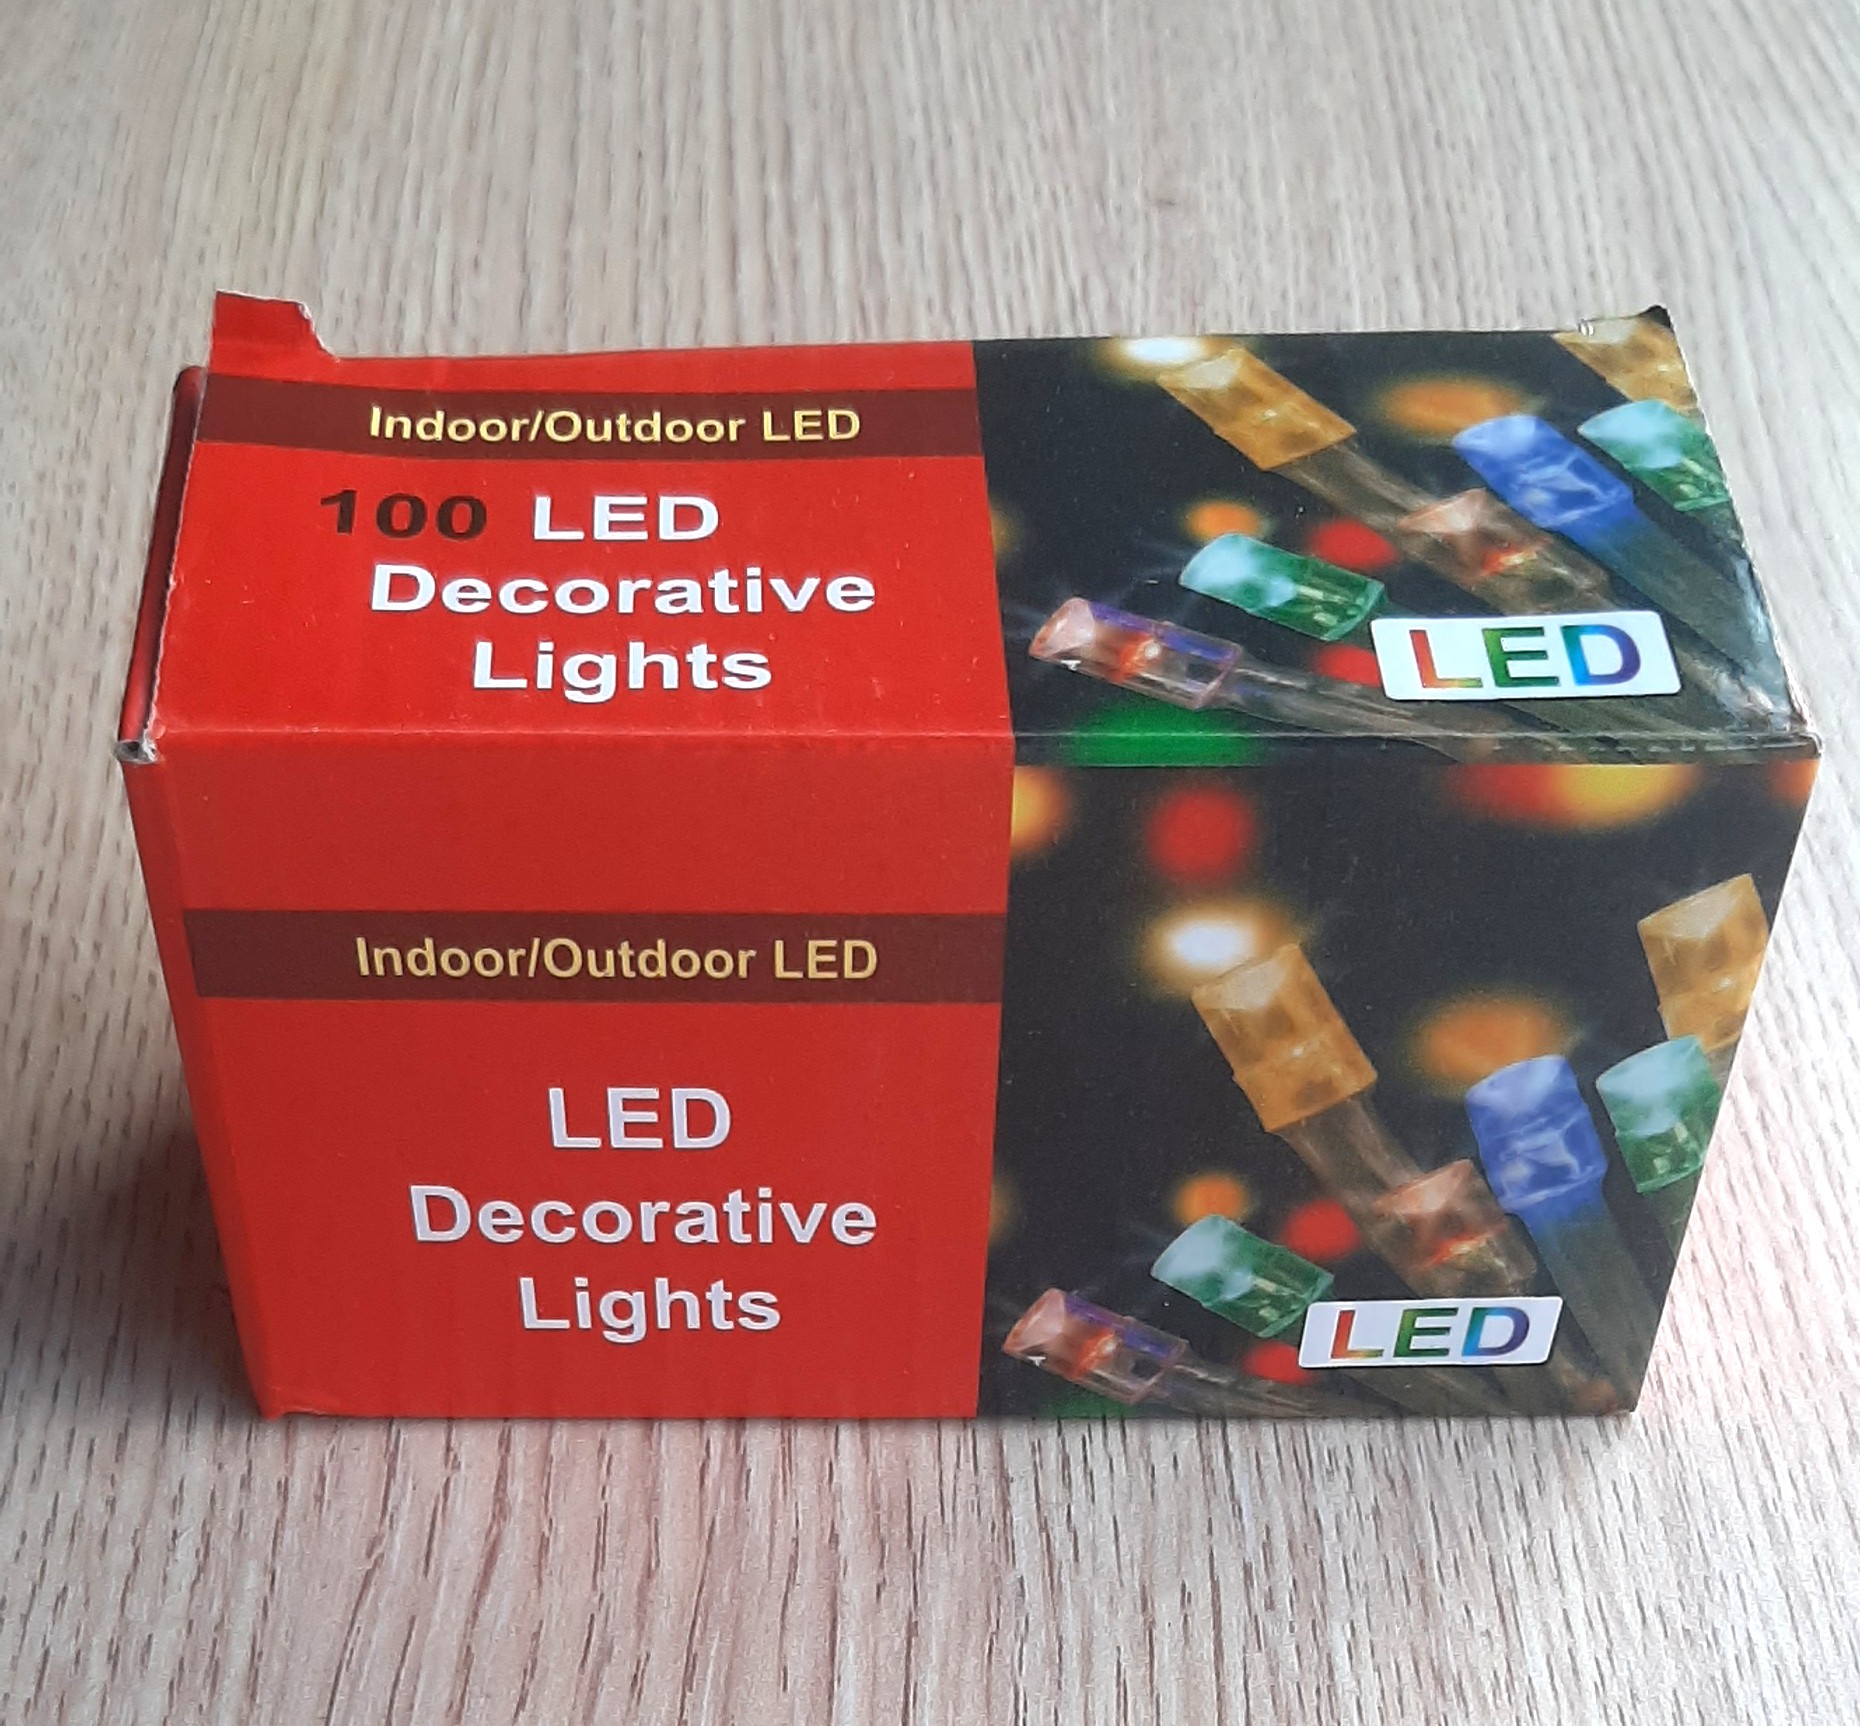 Indoor/Outdoor LED
100 LED
Decorative
Lights
LED
Indoor/Outdoor LED
LED
Decorative
Lights
LED